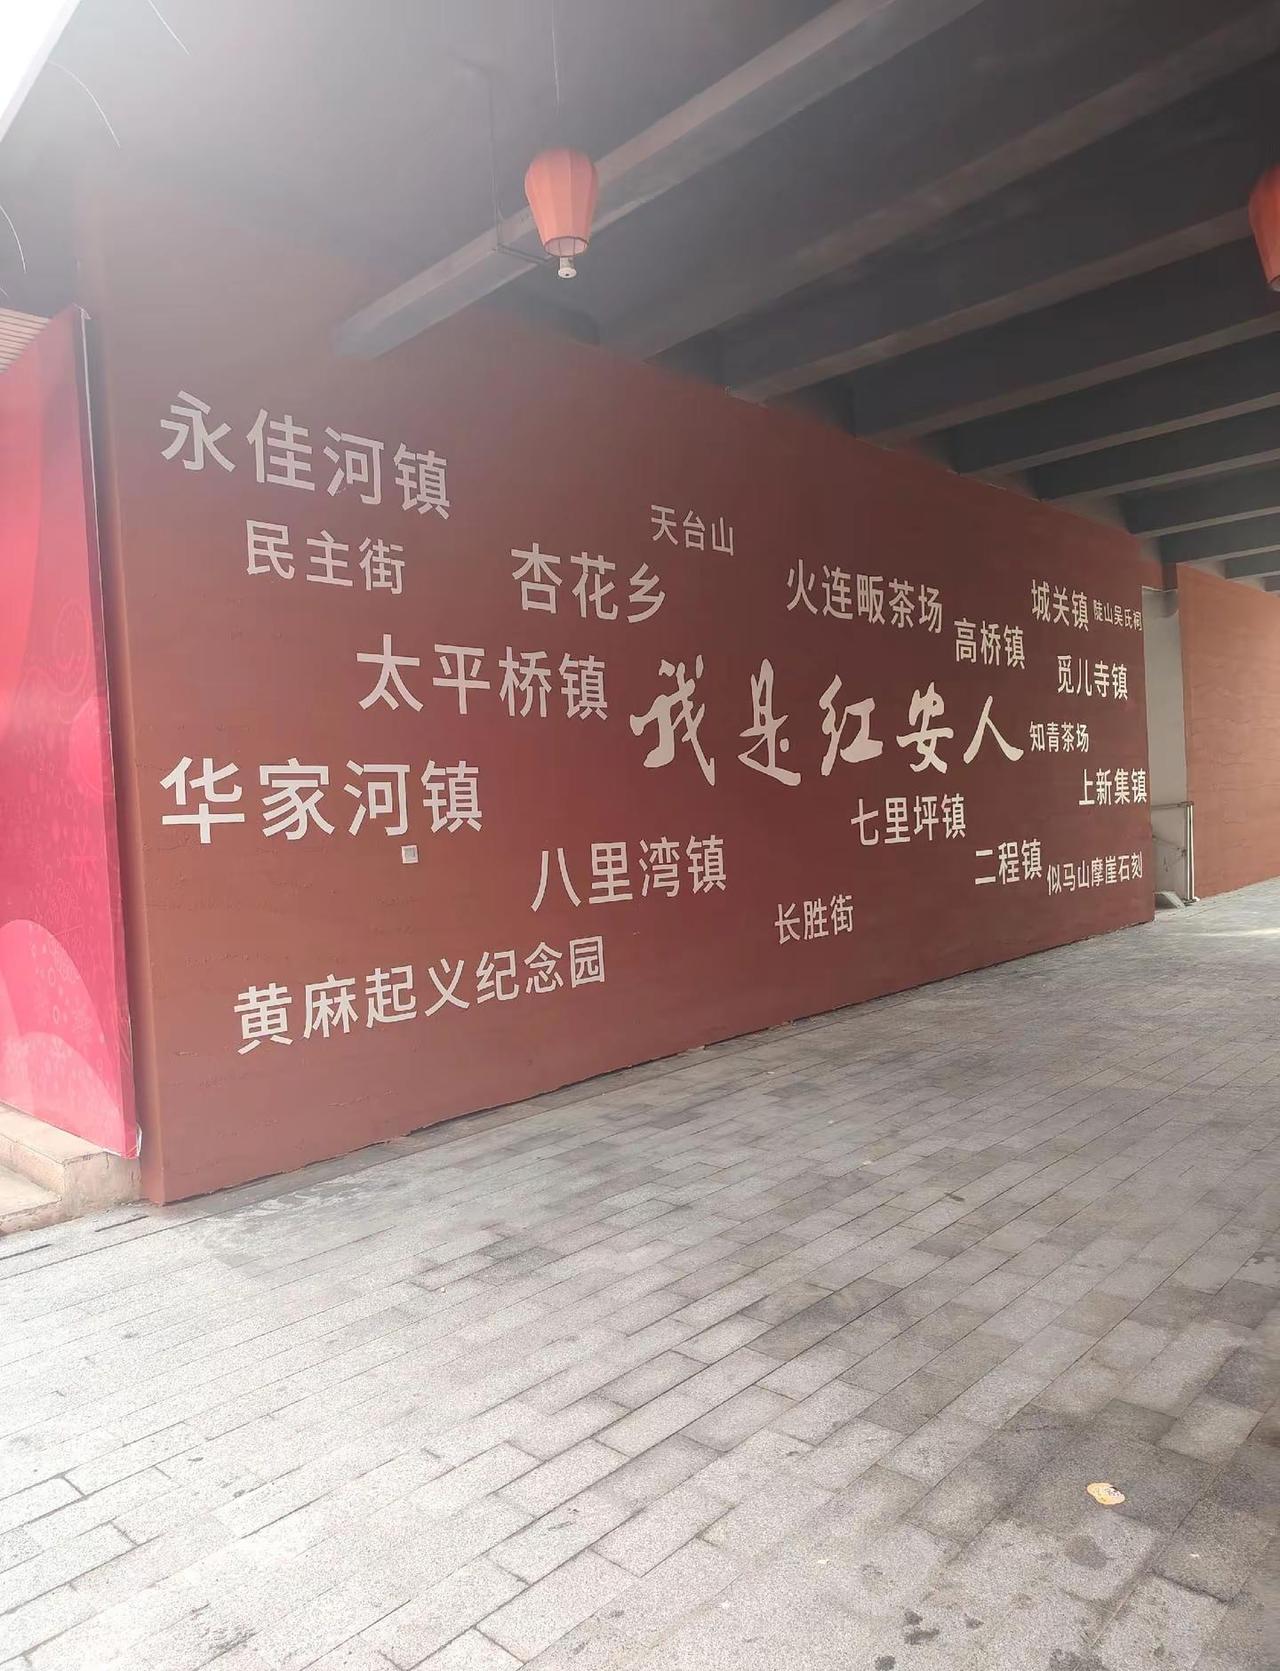 永佳河镇
民主街
杏花乡
天台山
火连畈茶场
城关镇
陡山吴氏祠
高桥镇
觅儿寺镇
太平桥镇
我是红安人
知青茶场
上新集镇
华家河镇
七里坪镇
八里湾镇
二程镇
似马山摩崖石刻
长胜街
黄麻起义纪念园